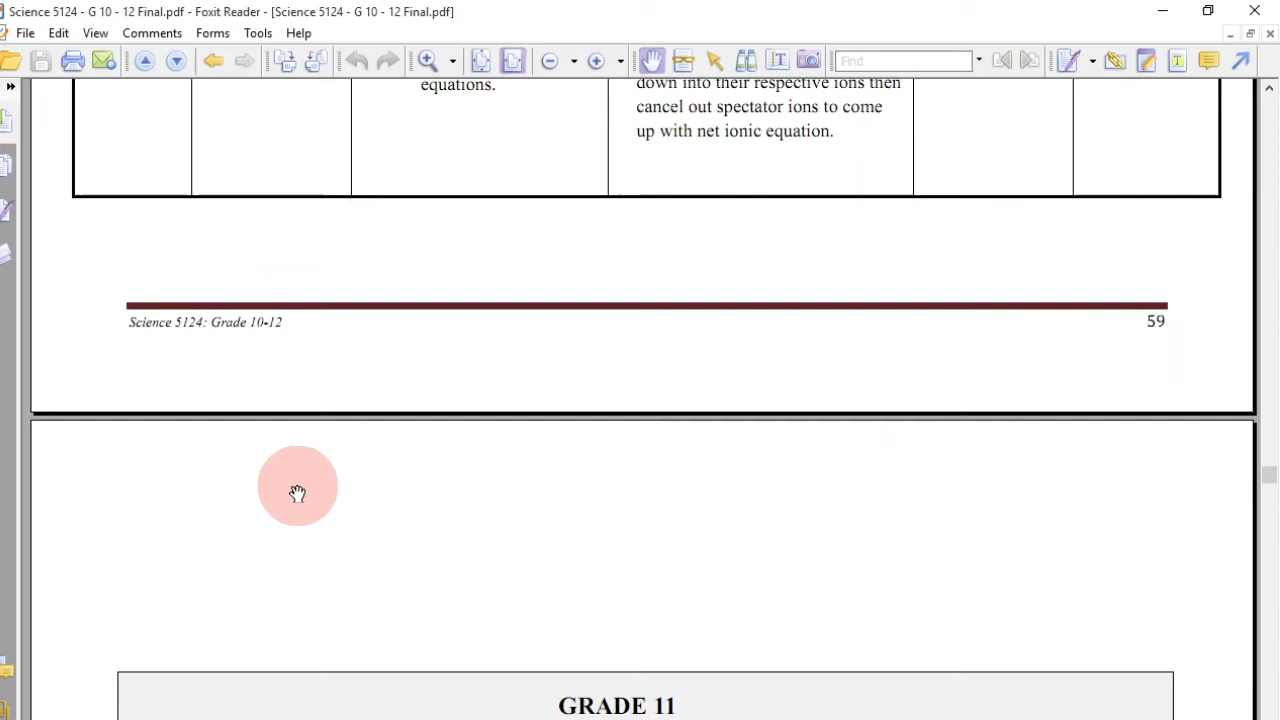 Science 5124 - G 10 - 12 Final.pdf - Foxit Reader - [Science 5124 - G 10 - 12 Final.pdf]
File Edit View Comments Forms Tools Help
Find
equations.
down into their respective ions then
cancel out spectator ions to come
up with net ionic equation.
Science 5124: Grade 10-12
59
GRADE 11